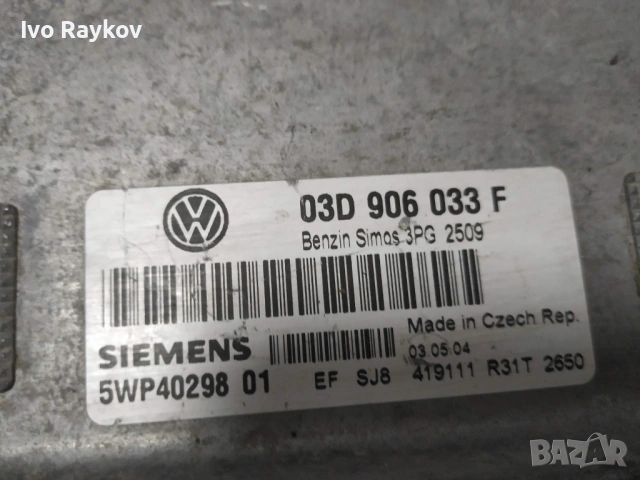 Ivo Raykov
03D 906 033 F
Benzin Simos 3PG 2509
Made in Czech Rep.
SIEMENS
03.05.04
5WP40298 01 EF SJ8 419111 R31T 2650
BAZAR